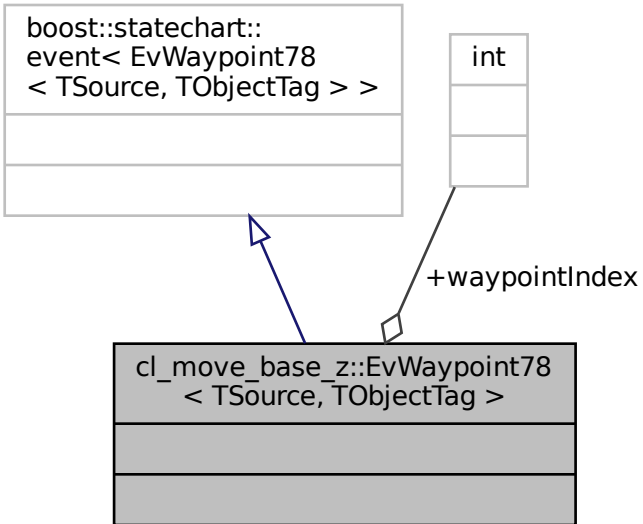 boost::statechart::
event< EvWaypoint78
< TSource, TObjectTag > >
int
+waypointIndex
cl_move_base_z::EvWaypoint78
< TSource, TObjectTag >